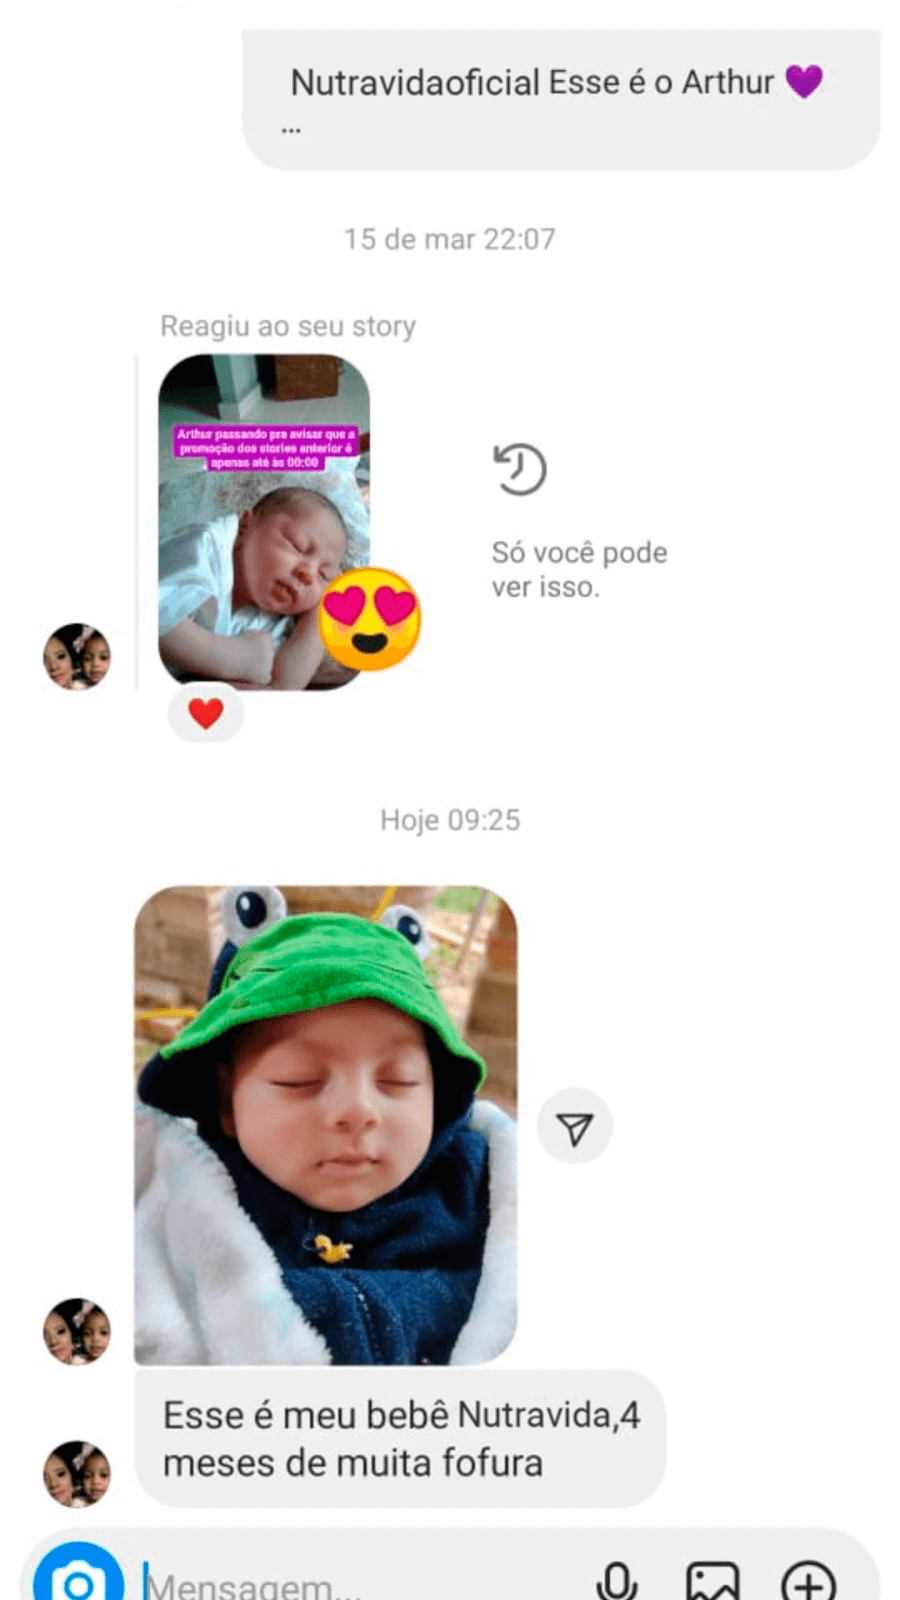 Nutravidaoficial Esse é o Arthur 💜
...
15 de mar 22:07
Reagiu ao seu story
Arthur passando pra avisar que a
promoção dos stories anterior é
apenas até às 00:00
Só você pode
ver isso.
Hoje 09:25
Esse é meu bebê Nutravida,4
meses de muita fofura
Mensagem...